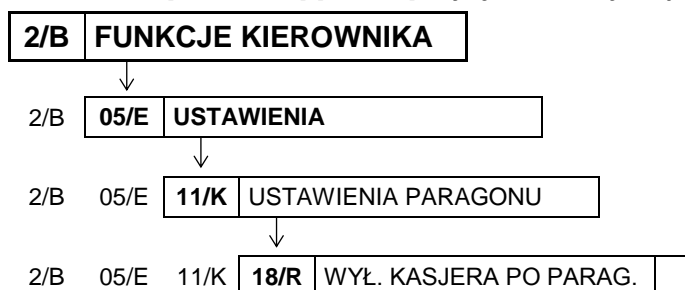 2/B FUNKCJE KIEROWNIKA
2/B 05/E USTAWIENIA
2/B 05/E 11/K USTAWIENIA PARAGONU
2/B 05/E 11/K 18/R WYŁ. KASJERA PO PARAG.